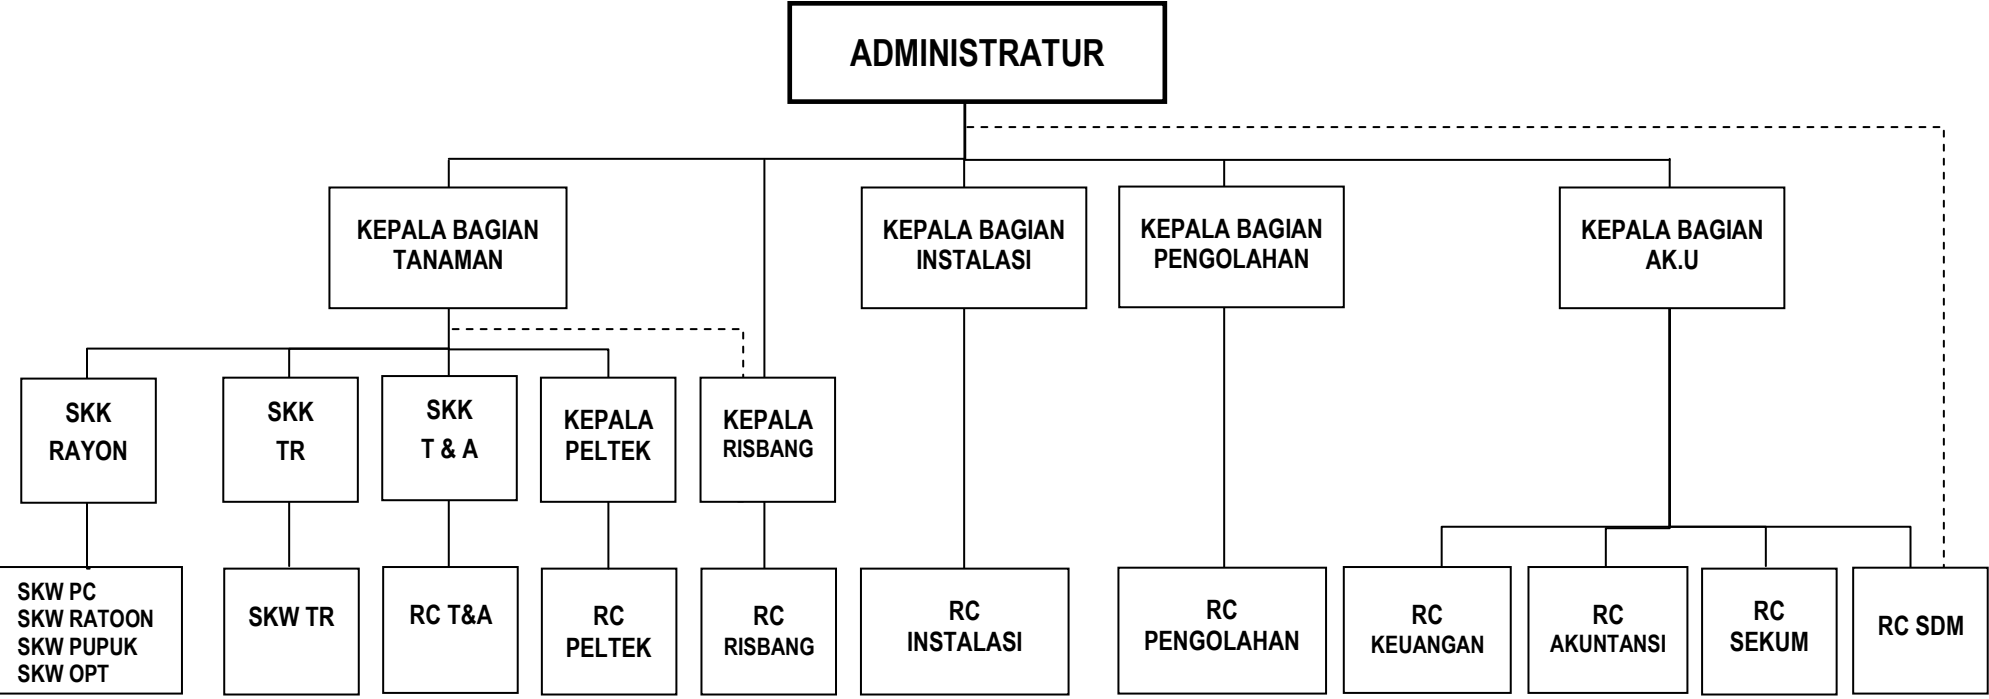 ADMINISTRATUR
KEPALA BAGIAN
TANAMAN
KEPALA BAGIAN
INSTALASI
KEPALA BAGIAN
PENGOLAHAN
KEPALA BAGIAN
AK.U
SKK
RAYON
SKK
TR
SKK
T & A
KEPALA
PELTEK
KEPALA
RISBANG
SKW PC
SKW RATOON
SKW PUPUK
SKW OPT
SKW TR
RC T&A
RC
PELTEK
RC
RISBANG
RC
INSTALASI
RC
PENGOLAHAN
RC
KEUANGAN
RC
AKUNTANSI
RC
SEKUM
RC SDM